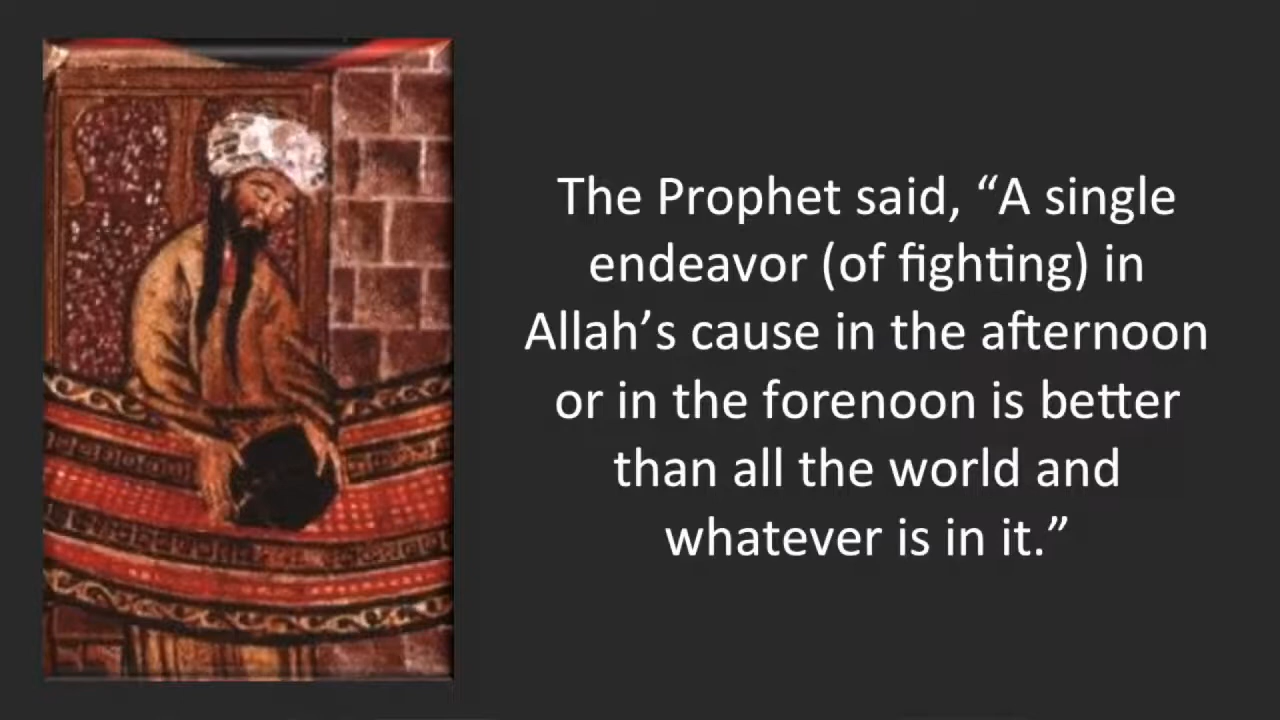 The Prophet said, “A single
endeavor (of fighting) in
Allah’s cause in the afternoon
or in the forenoon is better
than all the world and
whatever is in it.”